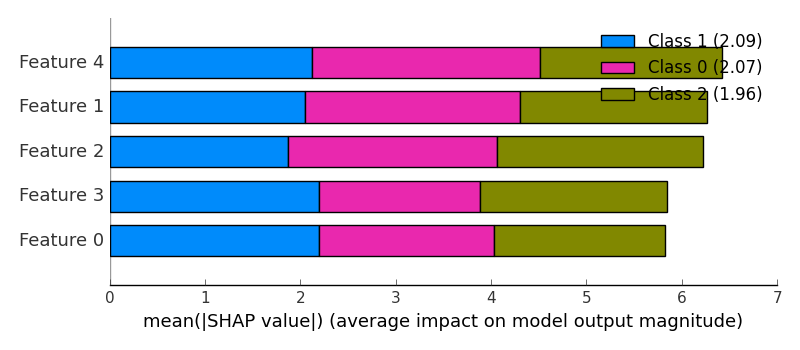 Class 1 (2.09)
Class 0 (2.07)
Class 2 (1.96)
Feature 4
Feature 1
Feature 2
Feature 3
Feature 0
0 1 2 3 4 5 6 7
mean(|SHAP value|) (average impact on model output magnitude)